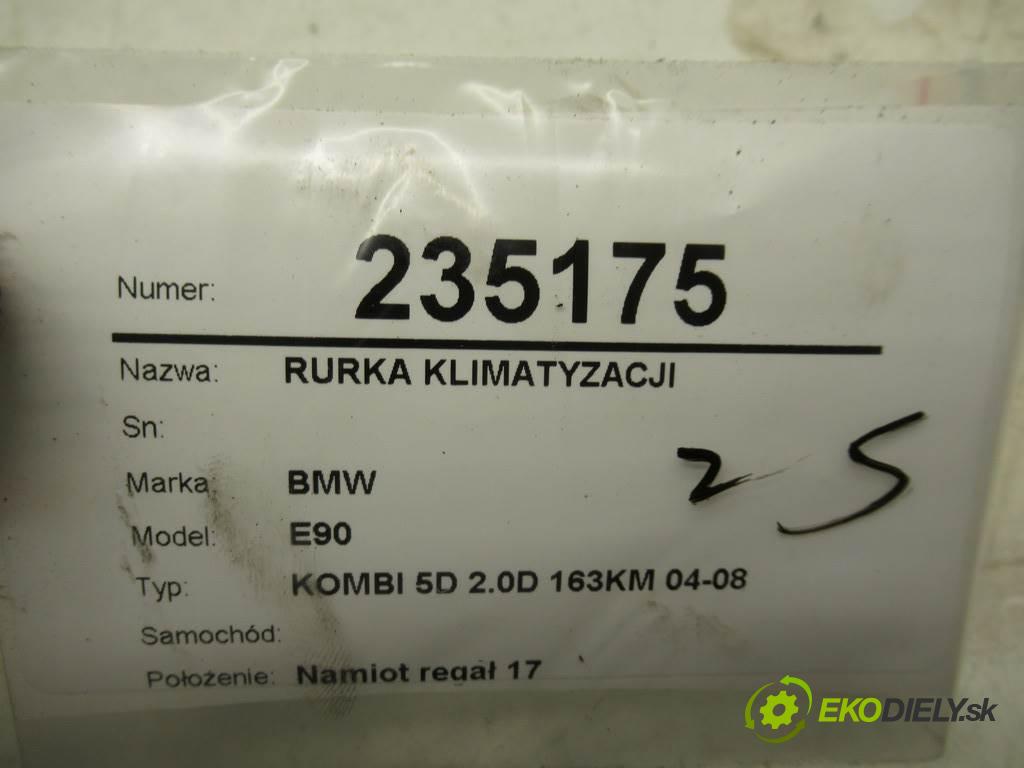 Numer: 235175
Nazwa: RURKA KLIMATYZACJI
Sn:
Marka: BMW
2 5
Model: E90
Typ: KOMBI 5D 2.0D 163KM 04-08
Samochód:
Położenie: Namiot regał 17
EKODIELY.sk